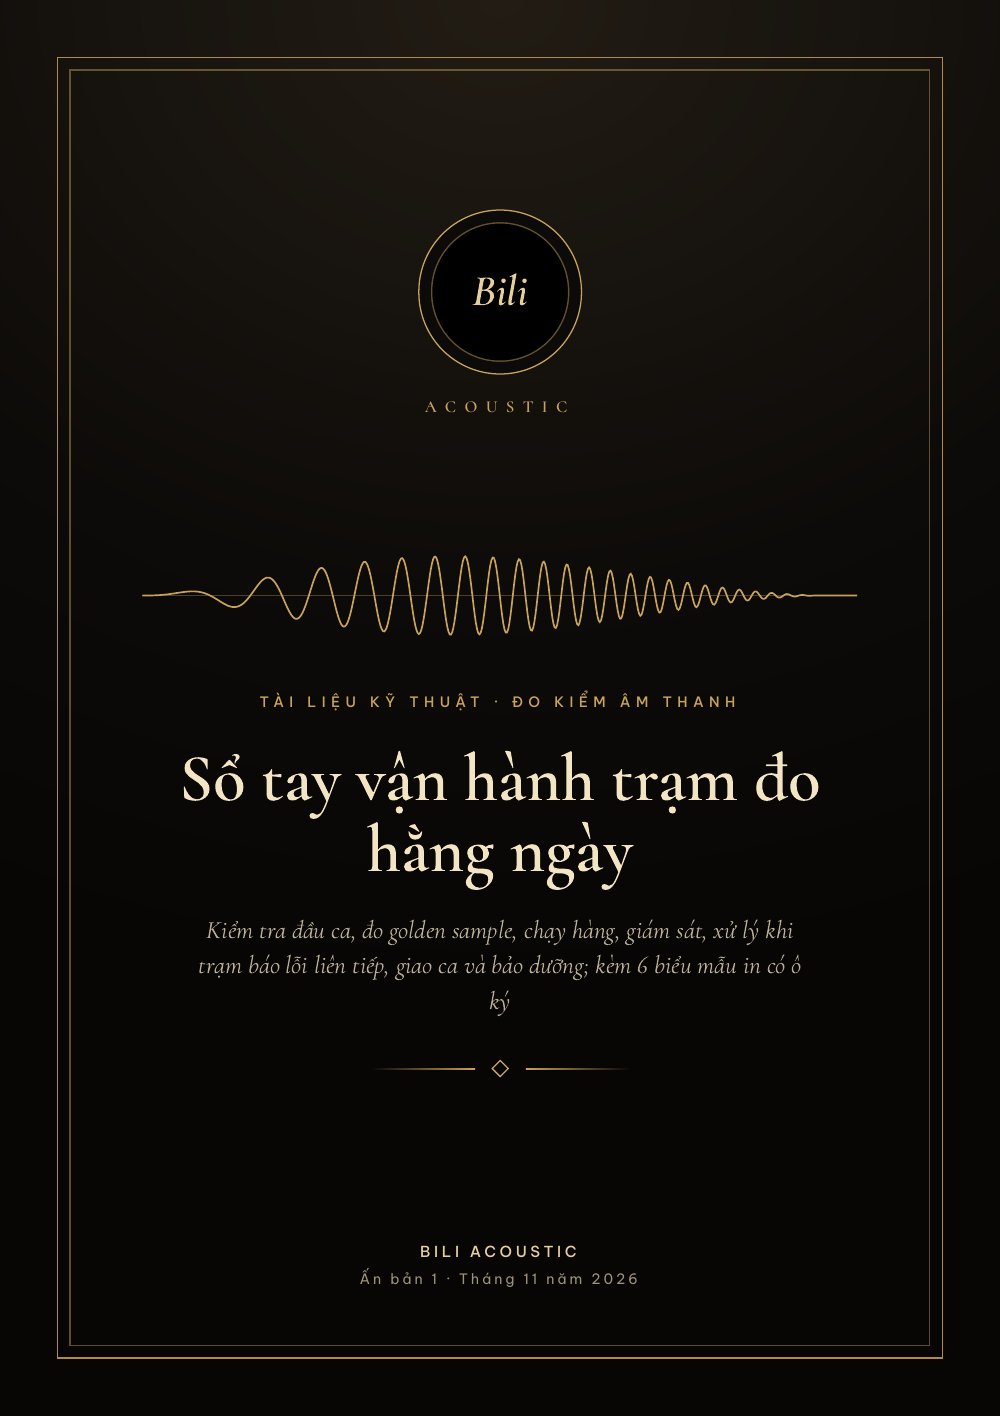 Bili
ACOUSTIC
TÀI LIỆU KỸ THUẬT · ĐO KIỂM ÂM THANH
Sổ tay vận hành trạm đo
hằng ngày
Kiểm tra đầu ca, đo golden sample, chạy hàng, giám sát, xử lý khi
trạm báo lỗi liên tiếp, giao ca và bảo dưỡng; kèm 6 biểu mẫu in có ô
ký
BILI ACOUSTIC
Ấn bản 1 · Tháng 11 năm 2026